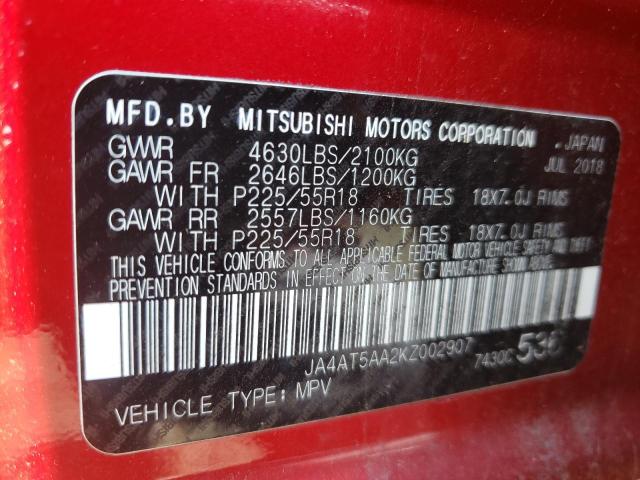 MFD.BY MITSUBISHI MOTORS CORPORATION .JAPAN
GVWR 4630LBS/2100KG JUL 2018
GAWR FR 2646LBS/1200KG
WITH P225/55R18 TIRES 18X7.0J RIMS
GAWR RR 2557LBS/1160KG
WITH P225/55R18 TIRES 18X7.0J RIMS
THIS VEHICLE CONFORMS TO ALL APPLICABLE FEDERAL MOTOR VEHICLE SAFETY AND THEFT
PREVENTION STANDARDS IN EFFECT ON THE DATE OF MANUFACTURE SHOWN ABOVE.
JA4AT5AA2KZ002907 7430C 536
VEHICLE TYPE: MPV